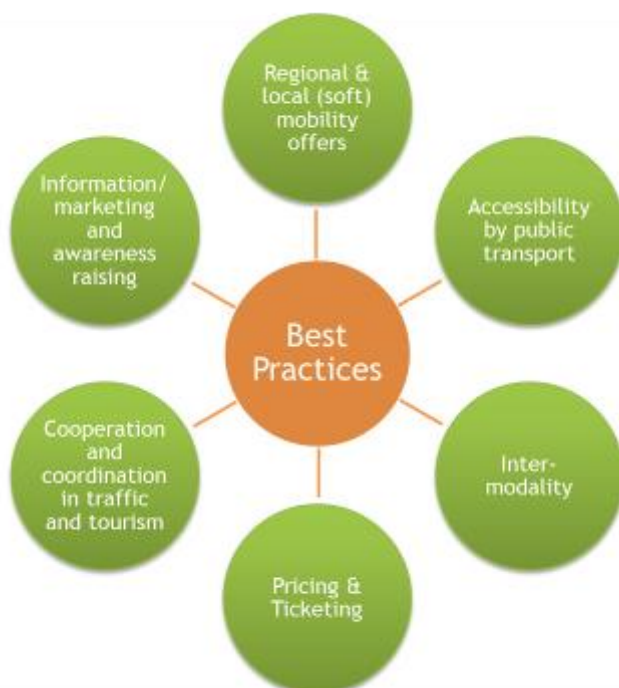 Regional &
local (soft)
mobility
offers
Information/
marketing
and
awareness
raising
Accessibility
by public
transport
Best
Practices
Cooperation
and
coordination
in traffic
and tourism
Inter-
modality
Pricing &
Ticketing